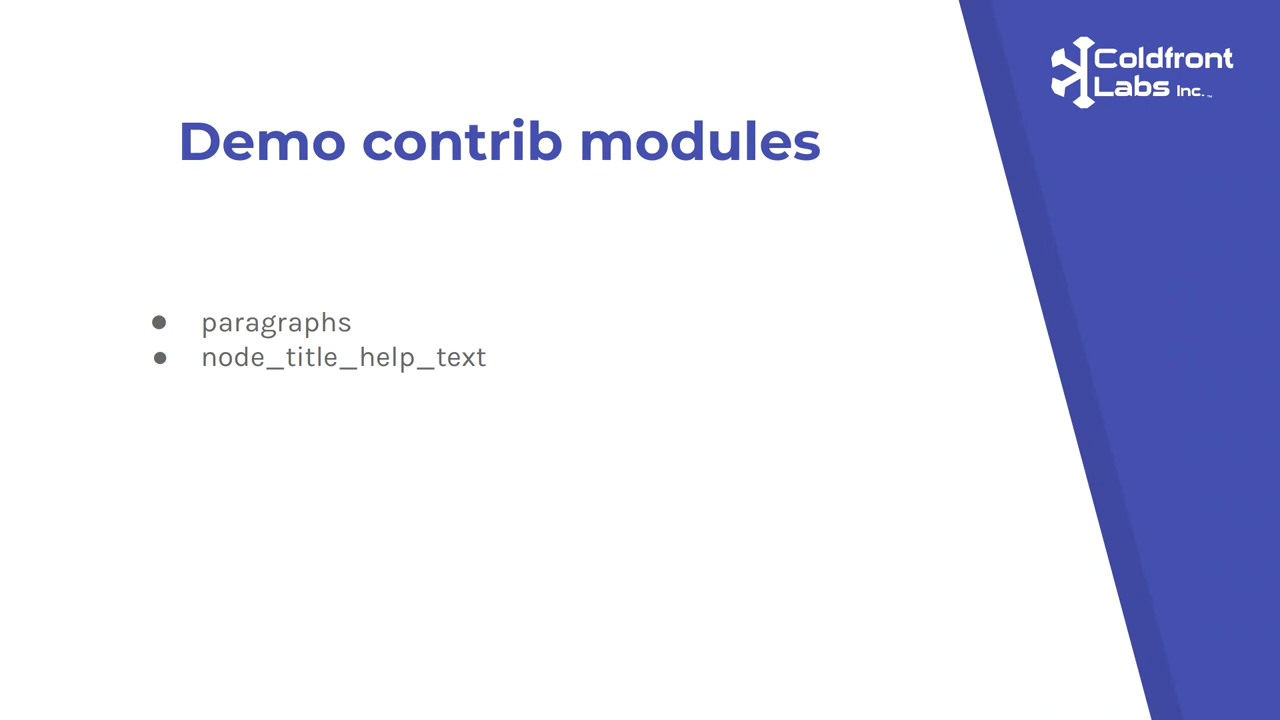 Coldfront
Labs Inc.
Demo contrib modules
● paragraphs
● node_title_help_text